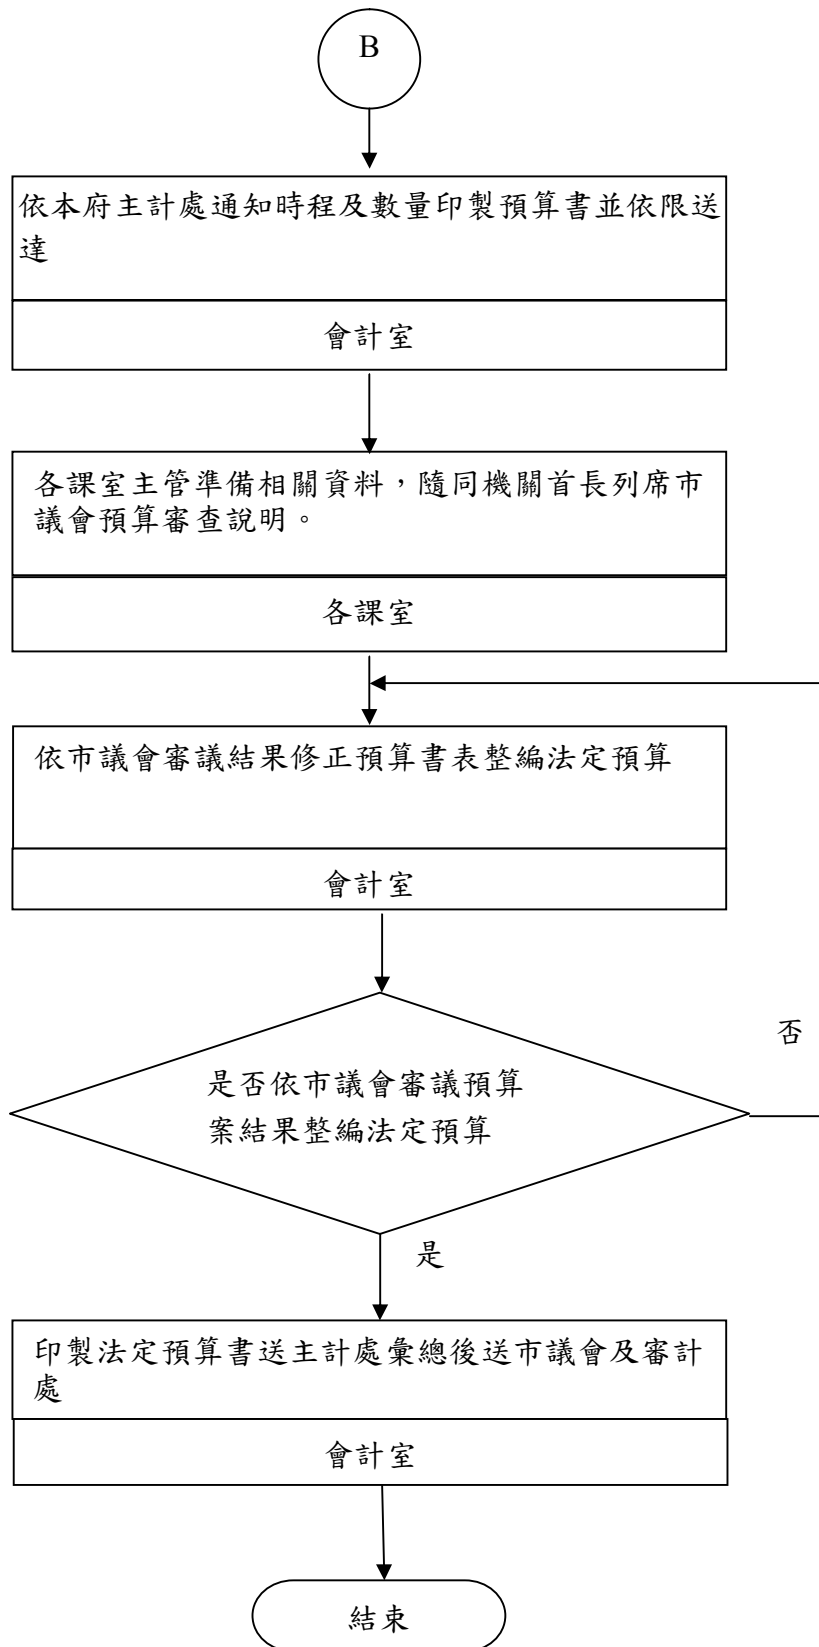 B
依本府主計處通知時程及數量印製預算書並依限送
達
會計室
各課室主管準備相關資料，隨同機關首長列席市
議會預算審查說明。
各課室
依市議會審議結果修正預算書表整編法定預算
會計室
否
是否依市議會審議預算
案結果整編法定預算
是
印製法定預算書送主計處彙總後送市議會及審計
處
會計室
結束